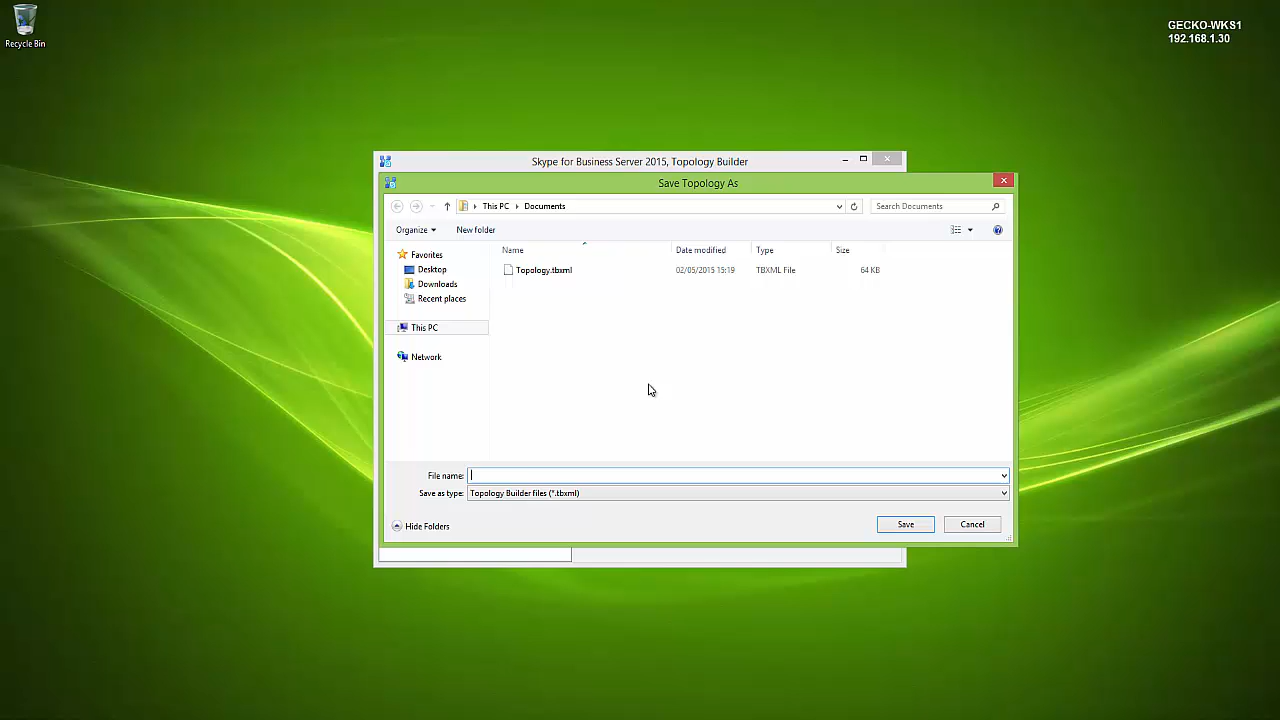 Recycle Bin
GECKO-WKS1
192.168.1.30
Skype for Business Server 2015, Topology Builder
Save Topology As
This PC Documents
Search Documents
Organize
New folder
Name Date modified Type Size
Topology.tbxml 02/05/2015 15:19 TBXML File 64 KB
Favorites
Desktop
Downloads
Recent places
This PC
Network
File name:
Save as type: Topology Builder files (*.tbxml)
Hide Folders
Save
Cancel